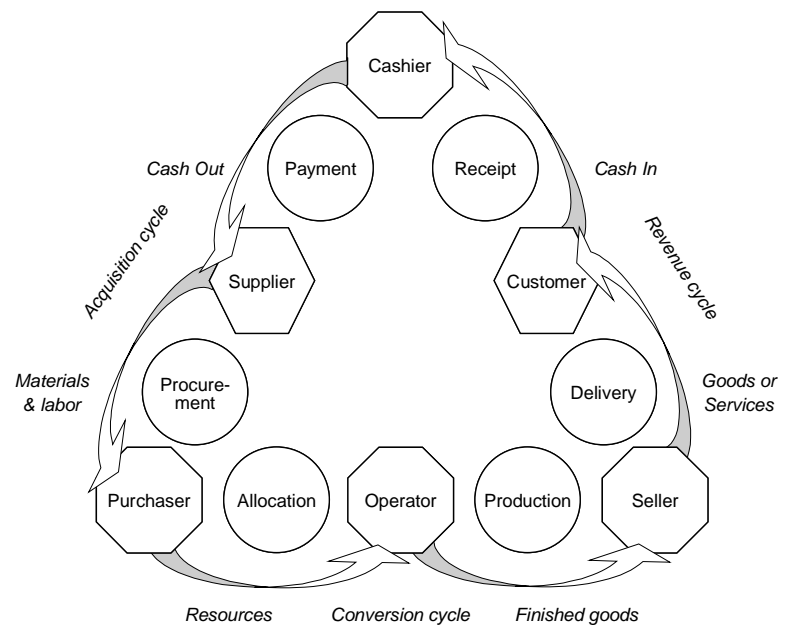 Cashier
Cash Out
Payment
Receipt
Cash In
Acquisition cycle
Revenue cycle
Supplier
Customer
Materials
& labor
Procure-
ment
Delivery
Goods or
Services
Purchaser
Allocation
Operator
Production
Seller
Resources
Conversion cycle
Finished goods